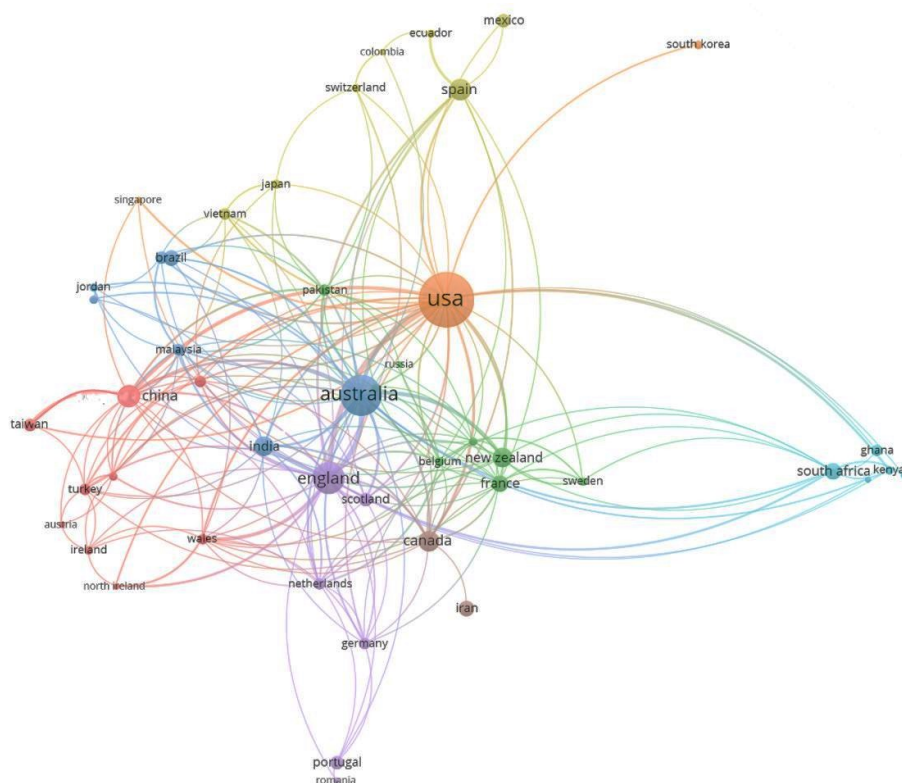 mexico
ecuador
south korea
colombia
switzerland
spain
japan
singapore
vietnam
brazil
jordan
pakistan
usa
malaysia
russia
china
australia
taiwan
india
new zealand
belgium
ghana
south africa
kenya
england
france
sweden
turkey
scotland
austria
wales
canada
ireland
north ireland
netherlands
iran
germany
portugal
romania